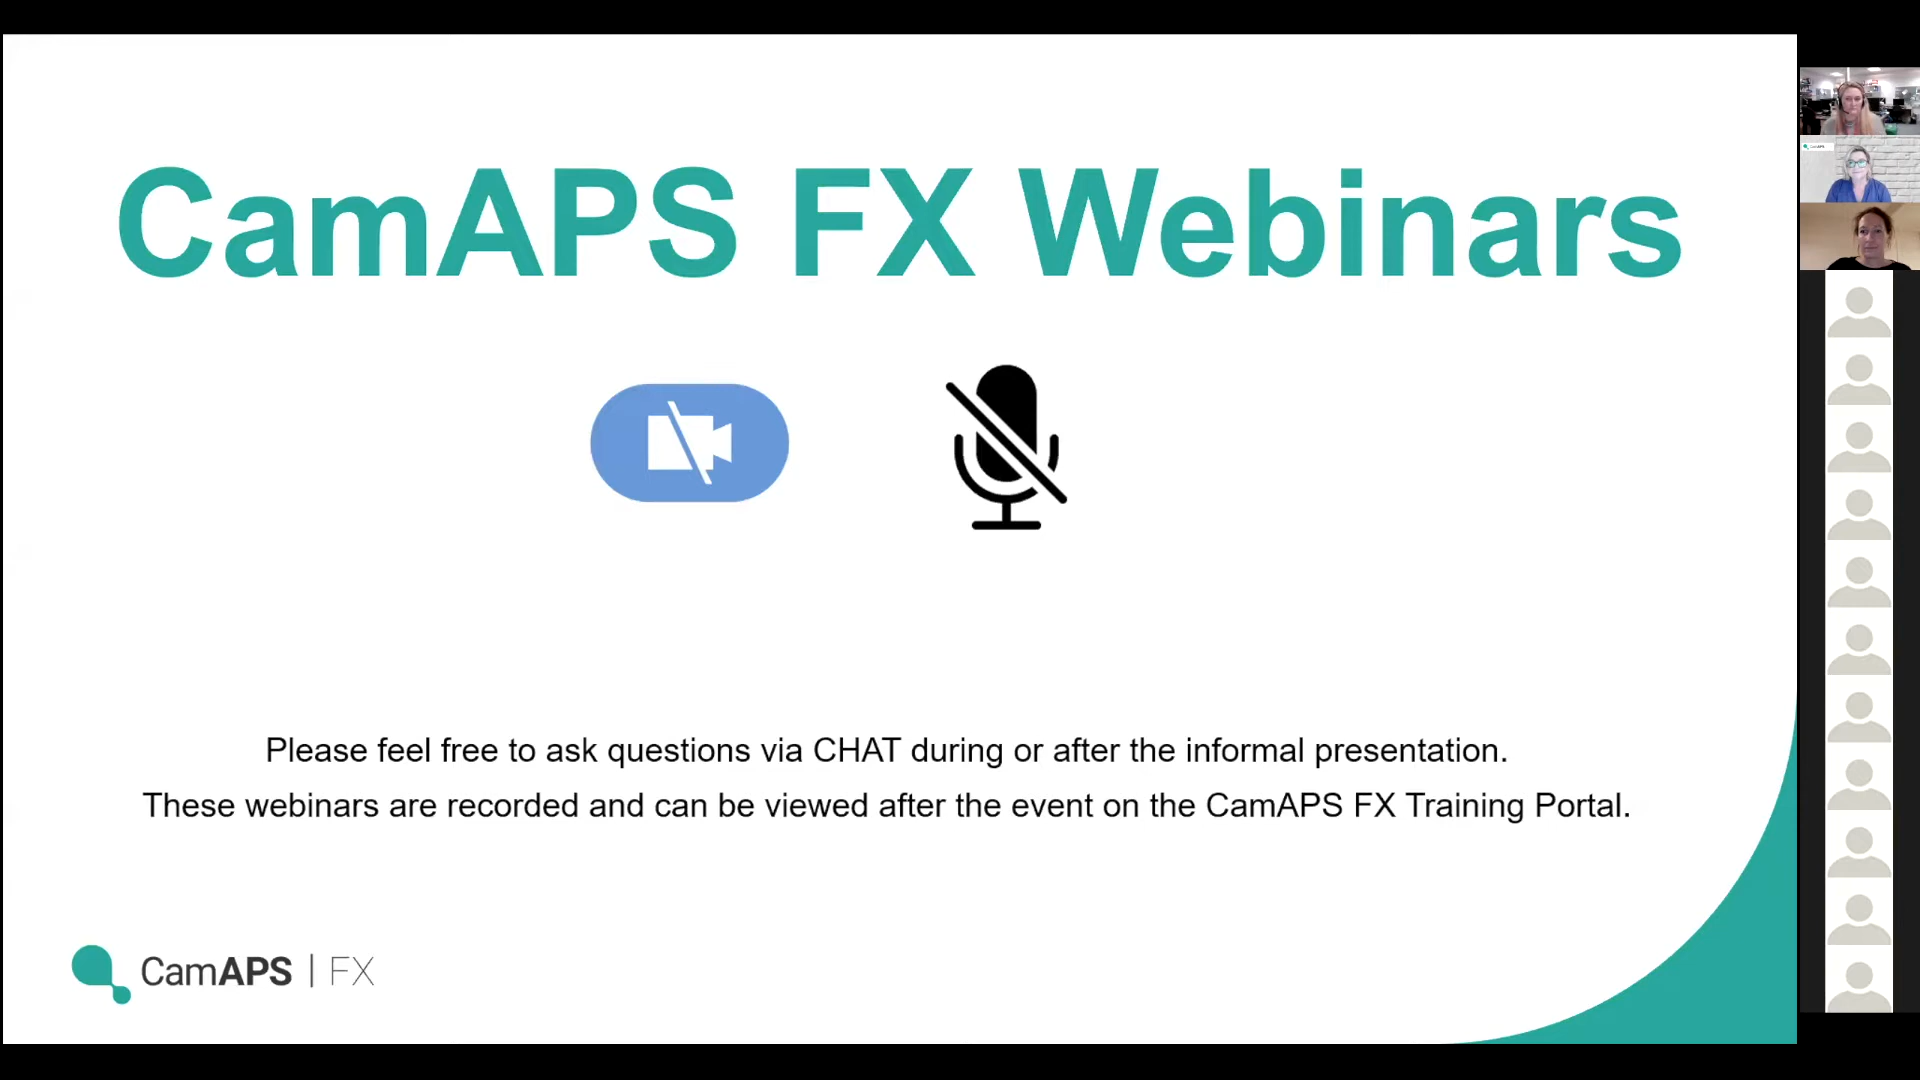 CamAPS FX Webinars
Please feel free to ask questions via CHAT during or after the informal presentation.
These webinars are recorded and can be viewed after the event on the CamAPS FX Training Portal.
CamAPS | FX